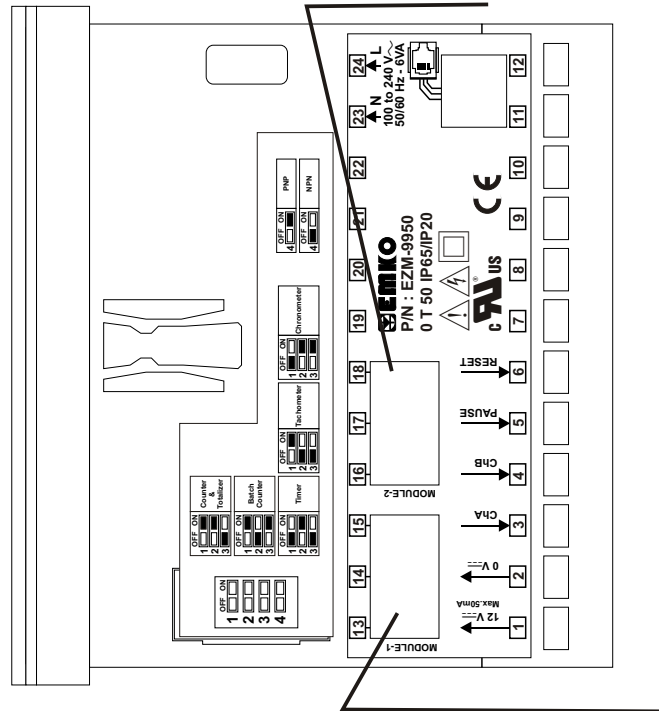 24
L
23
N
100 to 240 V
50/60 Hz - 6VA
22
21
20
19
18
17
16
15
14
13
12
11
10
9
8
7
6
5
4
3
2
1
EMKO
P/N : EZM-9950
0 T 50 IP65/IP20
CE
C
UL
®
US
RESET
PAUSE
ChB
ChA
0 V
12 V
Max.50mA
MODULE-2
MODULE-1
PNP
OFF ON
4
NPN
OFF ON
4
Chronometer
OFF ON
1
2
3
Tachometer
OFF ON
1
2
3
Counter
&
Totalizer
OFF ON
1
2
3
Batch
Counter
OFF ON
1
2
3
Timer
OFF ON
1
2
3
OFF ON
1
2
3
4